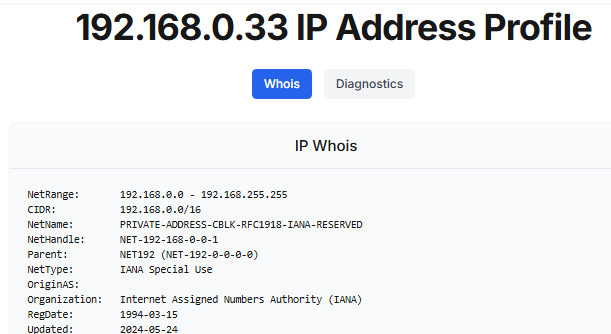 192.168.0.33 IP Address Profile
Whois Diagnostics
IP Whois
NetRange: 192.168.0.0 - 192.168.255.255
CIDR: 192.168.0.0/16
NetName: PRIVATE-ADDRESS-CBLK-RFC1918-IANA-RESERVED
NetHandle: NET-192-168-0-0-1
Parent: NET192 (NET-192-0-0-0-0)
NetType: IANA Special Use
OriginAS:
Organization: Internet Assigned Numbers Authority (IANA)
RegDate: 1994-03-15
Updated: 2024-05-24